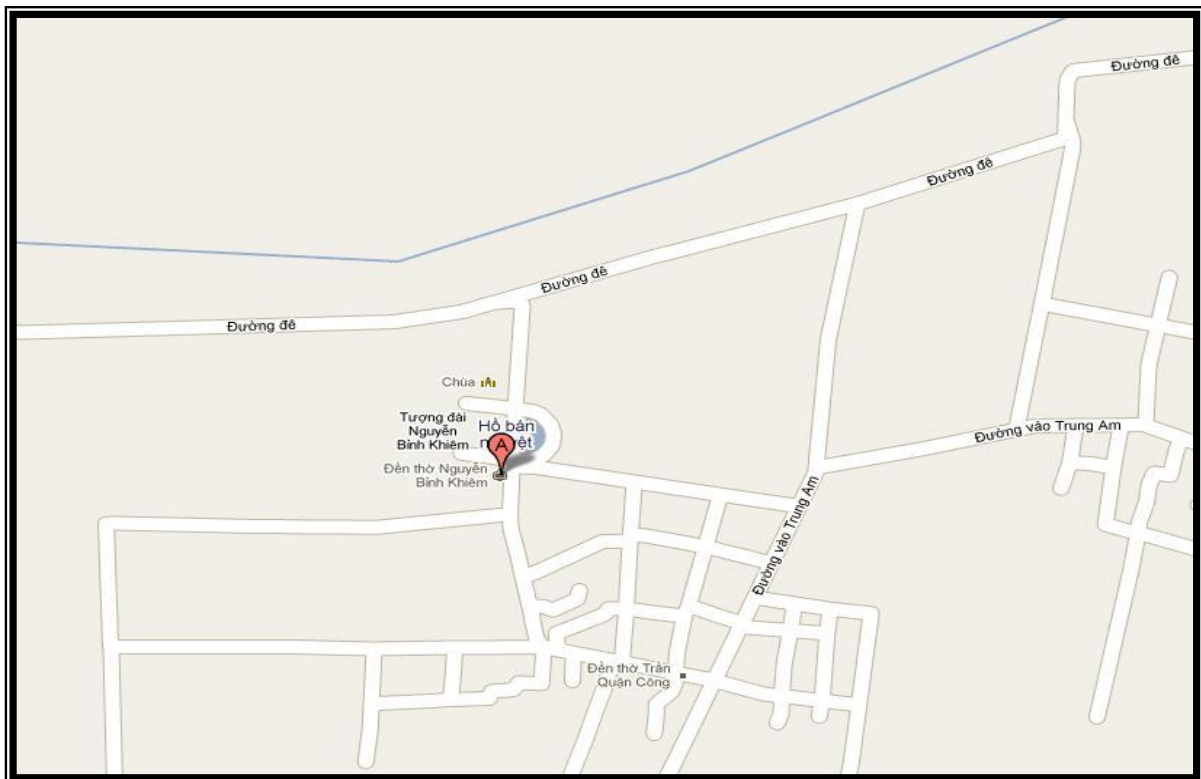 Đường đê
Đường đê
Đường đê
Đường đê
Chùa
Tượng đài
Nguyễn
Bỉnh Khiêm
Hồ bán
A
Đền thờ Nguyễn
Bỉnh Khiêm
Đường vào Trung Am
Đường vào Trung Am
Đền thờ Trần
Quận Công